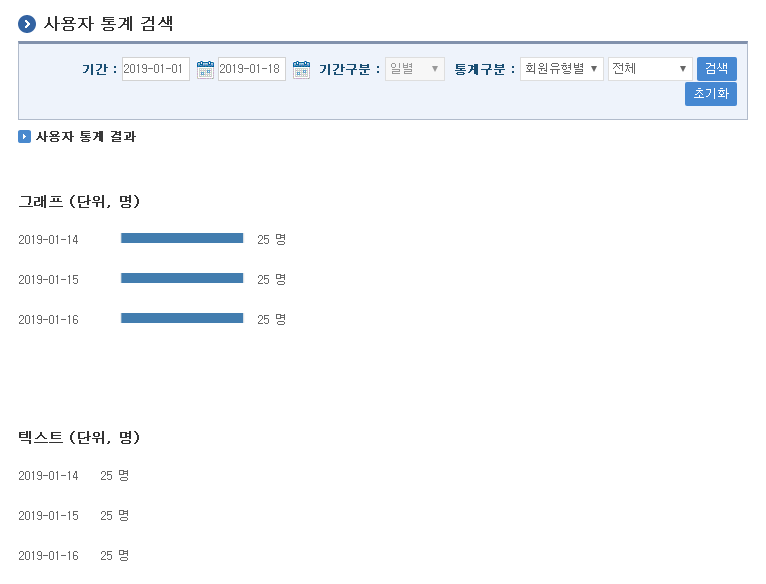 사용자 통계 검색
기간 : 2019-01-01 2019-01-18 기간구분 : 일별 통계구분 : 회원유형별 전체 검색
초기화
사용자 통계 결과
그래프 (단위, 명)
2019-01-14 25 명
2019-01-15 25 명
2019-01-16 25 명
텍스트 (단위, 명)
2019-01-14 25 명
2019-01-15 25 명
2019-01-16 25 명